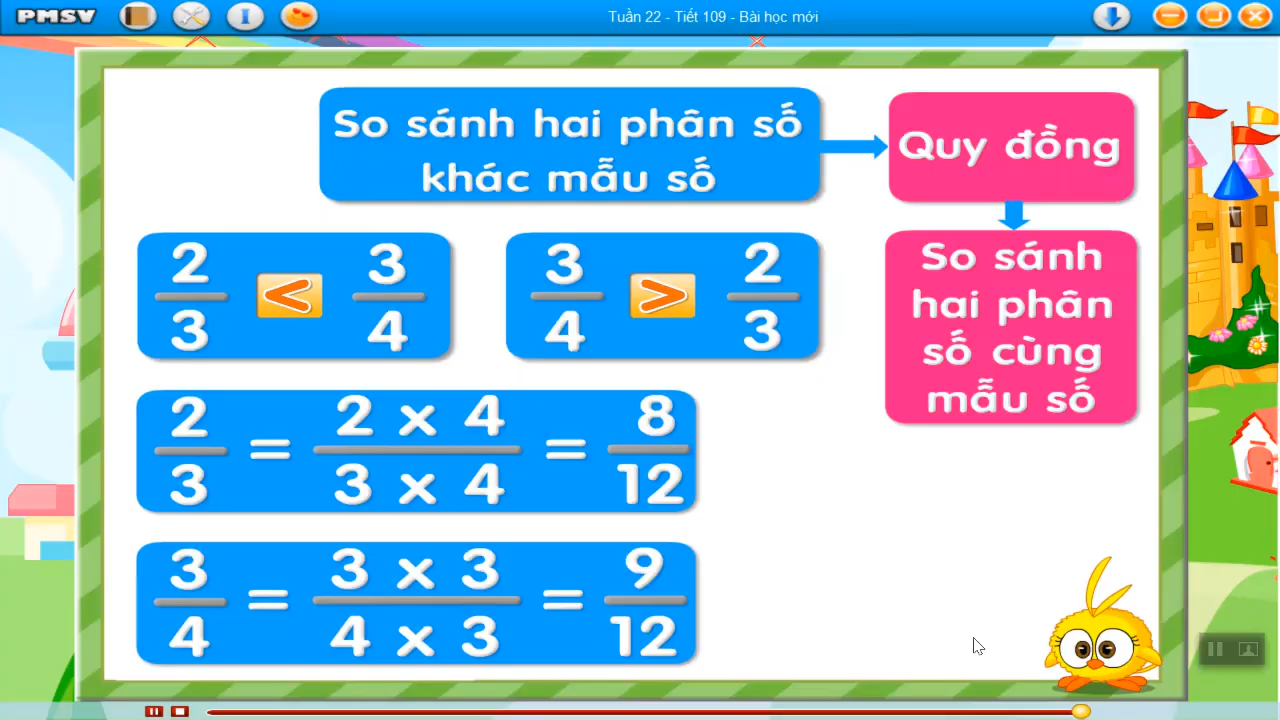 PMSV
Tuần 22 - Tiết 109 - Bài học mới
So sánh hai phân số
khác mẫu số
Quy đồng
So sánh
hai phân
số cùng
mẫu số
2/3 < 3/4
3/4 > 2/3
2/3 = (2 x 4)/(3 x 4) = 8/12
3/4 = (3 x 3)/(4 x 3) = 9/12